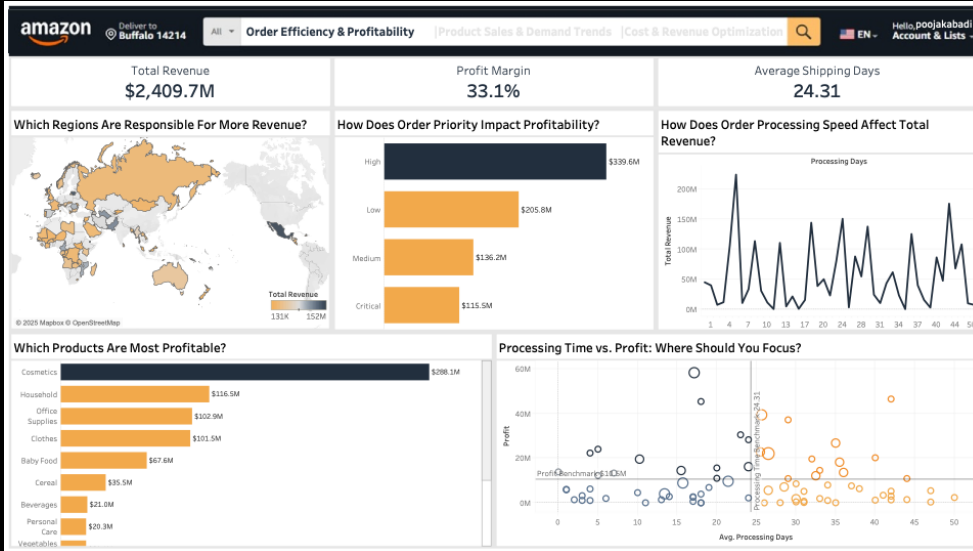 amazon
Deliver to
Buffalo 14214
All
Order Efficiency & Profitability |Product Sales & Demand Trends |Cost & Revenue Optimization
EN
Hello, poojakabadi
Account & Lists
Total Revenue
$2,409.7M
Profit Margin
33.1%
Average Shipping Days
24.31
Which Regions Are Responsible For More Revenue?
Total Revenue
131K 152M
© 2025 Mapbox © OpenStreetMap
How Does Order Priority Impact Profitability?
High $339.6M
Low $205.8M
Medium $136.2M
Critical $115.5M
How Does Order Processing Speed Affect Total
Revenue?
Processing Days
Total Revenue
200M
150M
100M
50M
0M
1 4 7 10 13 17 20 24 28 31 34 37 40 44 50
Which Products Are Most Profitable?
Cosmetics $288.1M
Household $116.5M
Office
Supplies $102.9M
Clothes $101.5M
Baby Food $67.6M
Cereal $35.5M
Beverages $21.0M
Personal
Care $20.3M
Vegetables
Processing Time vs. Profit: Where Should You Focus?
Profit
60M
40M
20M
0M
Processing Time Benchmark 24.31
0 5 10 15 20 25 30 35 40 45 50
Avg. Processing Days